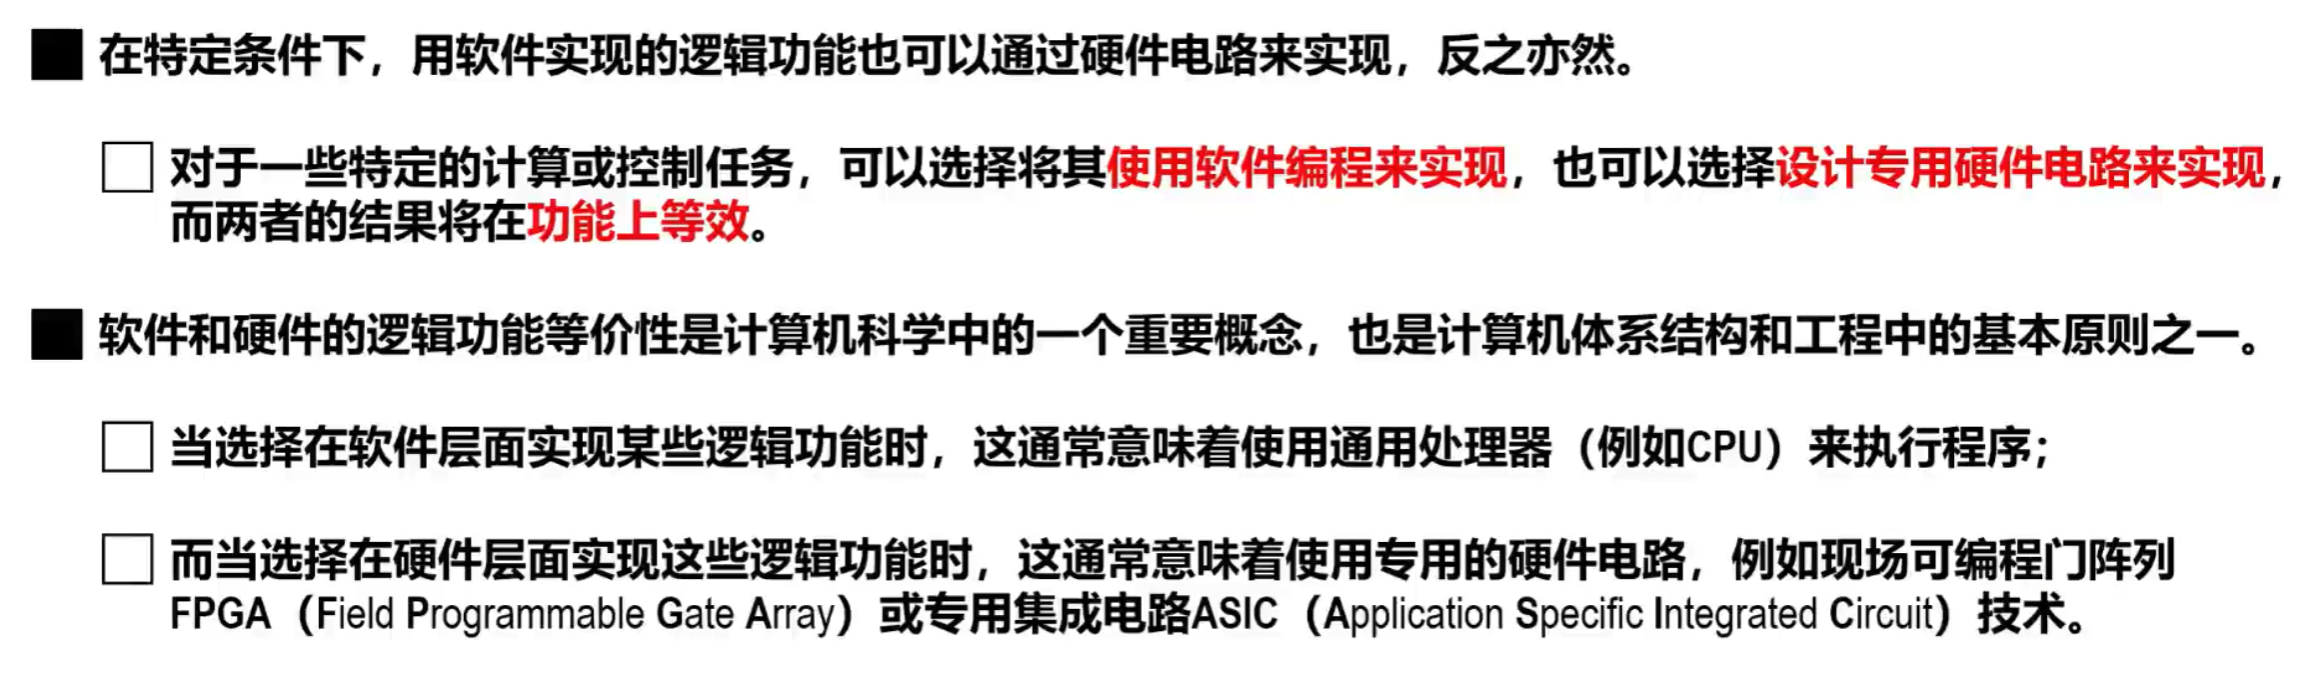 在特定条件下，用软件实现的逻辑功能也可以通过硬件电路来实现，反之亦然。
对于一些特定的计算或控制任务，可以选择将其使用软件编程来实现，也可以选择设计专用硬件电路来实现，
而两者的结果将在功能上等效。
软件和硬件的逻辑功能等价性是计算机科学中的一个重要概念，也是计算机体系结构和工程中的基本原则之一。
当选择在软件层面实现某些逻辑功能时，这通常意味着使用通用处理器（例如CPU）来执行程序；
而当选择在硬件层面实现这些逻辑功能时，这通常意味着使用专用的硬件电路，例如现场可编程门阵列
FPGA（Field Programmable Gate Array）或专用集成电路ASIC（Application Specific Integrated Circuit）技术。